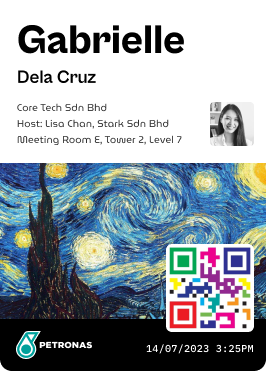 Gabrielle
Dela Cruz
Core Tech Sdn Bhd
Host: Lisa Chan, Stark Sdn Bhd
Meeting Room E, Tower 2, Level 7
PETRONAS
14/07/2023 3:25PM